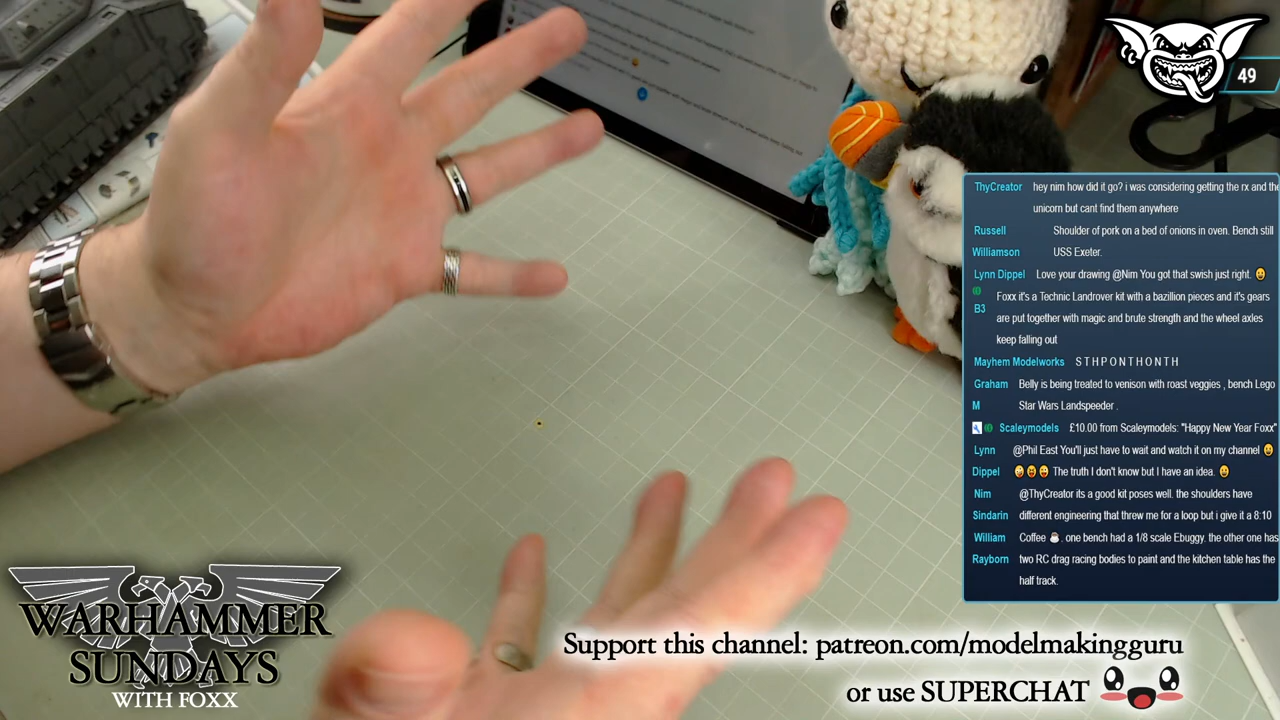 49
ThyCreator hey nim how did it go? i was considering getting the rx and the
unicorn but cant find them anywhere
Russell Shoulder of pork on a bed of onions in oven. Bench still
Williamson USS Exeter.
Lynn Dippel Love your drawing @Nim You got that swish just right. 😉
Foxx it's a Technic Landrover kit with a bazillion pieces and it's gears
B3 are put together with magic and brute strength and the wheel axles
keep falling out
Mayhem Modelworks S T H P O N T H O N T H
Graham Belly is being treated to venison with roast veggies , bench Lego
M Star Wars Landspeeder .
Scaleymodels £10.00 from Scaleymodels: "Happy New Year Foxx"
Lynn @Phil East You'll just have to wait and watch it on my channel
Dippel The truth I don't know but I have an idea.
Nim @ThyCreator its a good kit poses well. the shoulders have
Sindarin different engineering that threw me for a loop but i give it a 8:10
William Coffee ☕. one bench had a 1/8 scale Ebuggy. the other one has
Rayborn two RC drag racing bodies to paint and the kitchen table has the
half track.
WARHAMMER
SUNDAYS
WITH FOXX
Support this channel: patreon.com/modelmakingguru
or use SUPERCHAT